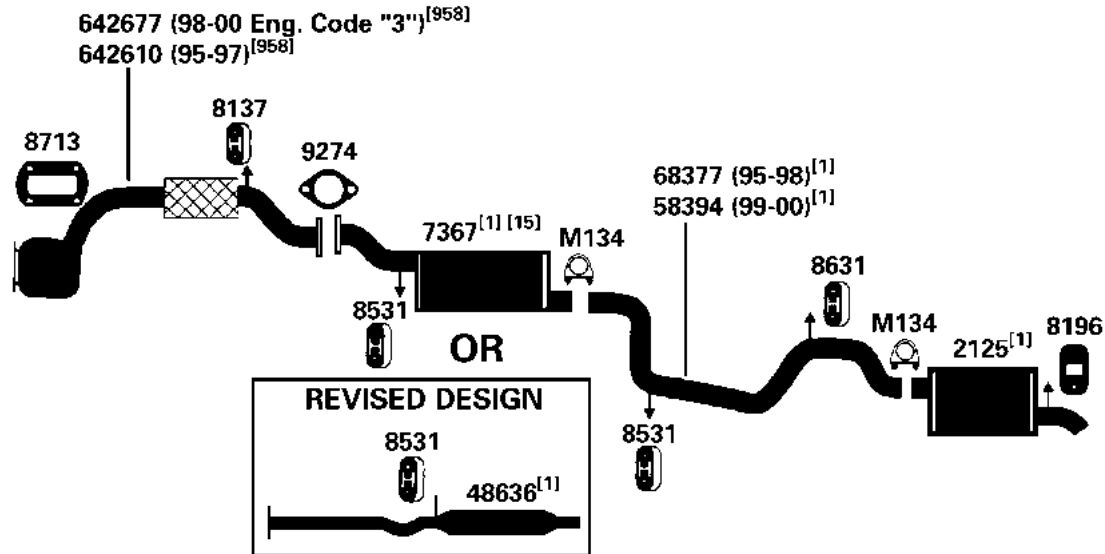 642677 (98-00 Eng. Code "3")[958]
642610 (95-97)[958]
8137
8713
9274
68377 (95-98)[1]
58394 (99-00)[1]
7367[1] [15]
M134
8631
8531
M134
8196
2125[1]
OR
REVISED DESIGN
8531
8531
48636[1]